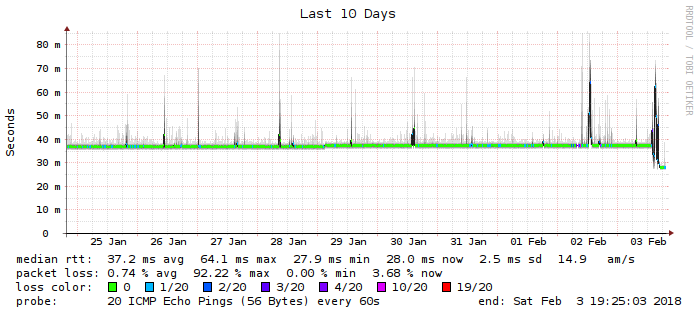 Last 10 Days
RRDTOOL / TOBI OETIKER
Seconds
80 m
70 m
60 m
50 m
40 m
30 m
20 m
10 m
0
25 Jan 26 Jan 27 Jan 28 Jan 29 Jan 30 Jan 31 Jan 01 Feb 02 Feb 03 Feb
median rtt: 37.2 ms avg 64.1 ms max 27.9 ms min 28.0 ms now 2.5 ms sd 14.9 am/s
packet loss: 0.74 % avg 92.22 % max 0.00 % min 3.68 % now
loss color: 0 1/20 2/20 3/20 4/20 10/20 19/20
probe: 20 ICMP Echo Pings (56 Bytes) every 60s end: Sat Feb 3 19:25:03 2018